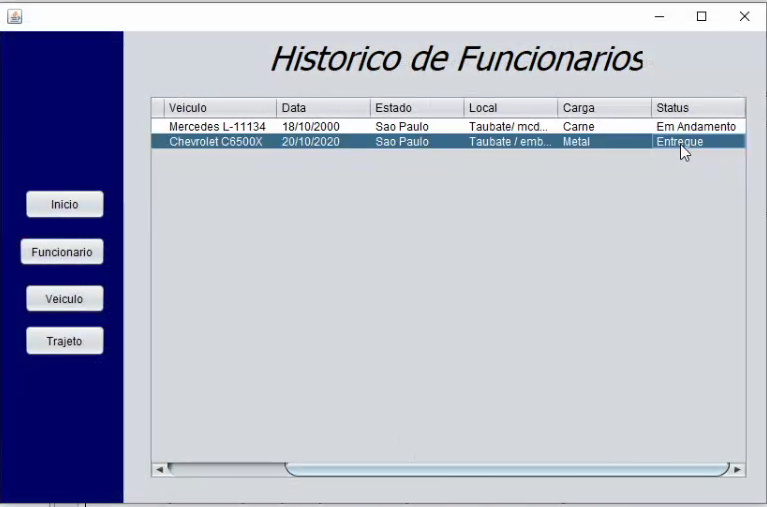 Historico de Funcionarios
Veiculo Data Estado Local Carga Status
Mercedes L-11134 18/10/2000 Sao Paulo Taubate/ mcd... Carne Em Andamento
Chevrolet C6500X 20/10/2020 Sao Paulo Taubate / emb... Metal Entregue
Inicio
Funcionario
Veiculo
Trajeto